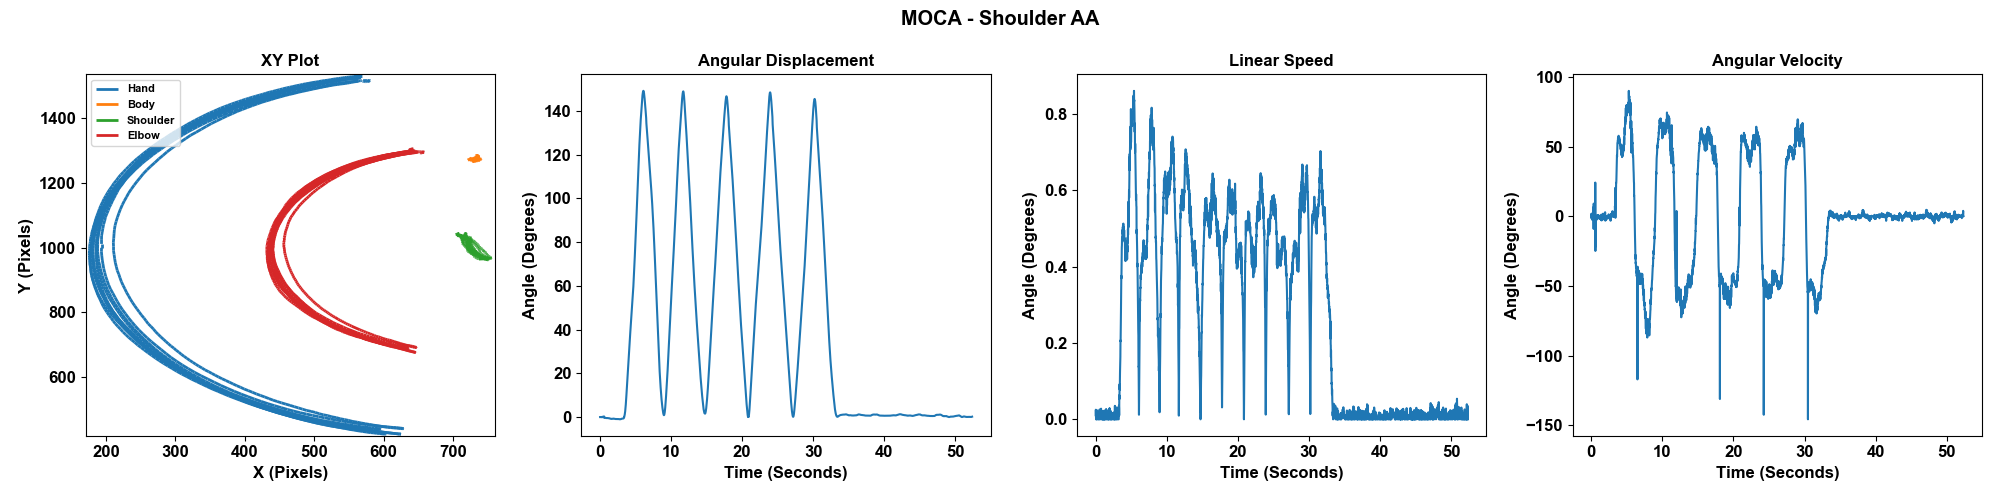 MOCA - Shoulder AA
XY Plot
Hand
Body
Shoulder
Elbow
1400
1200
1000
800
600
Y (Pixels)
200 300 400 500 600 700
X (Pixels)
Angular Displacement
140
120
100
80
60
40
20
0
Angle (Degrees)
0 10 20 30 40 50
Time (Seconds)
Linear Speed
0.8
0.6
0.4
0.2
0.0
Angle (Degrees)
0 10 20 30 40 50
Time (Seconds)
Angular Velocity
100
50
0
−50
−100
−150
Angle (Degrees)
0 10 20 30 40 50
Time (Seconds)